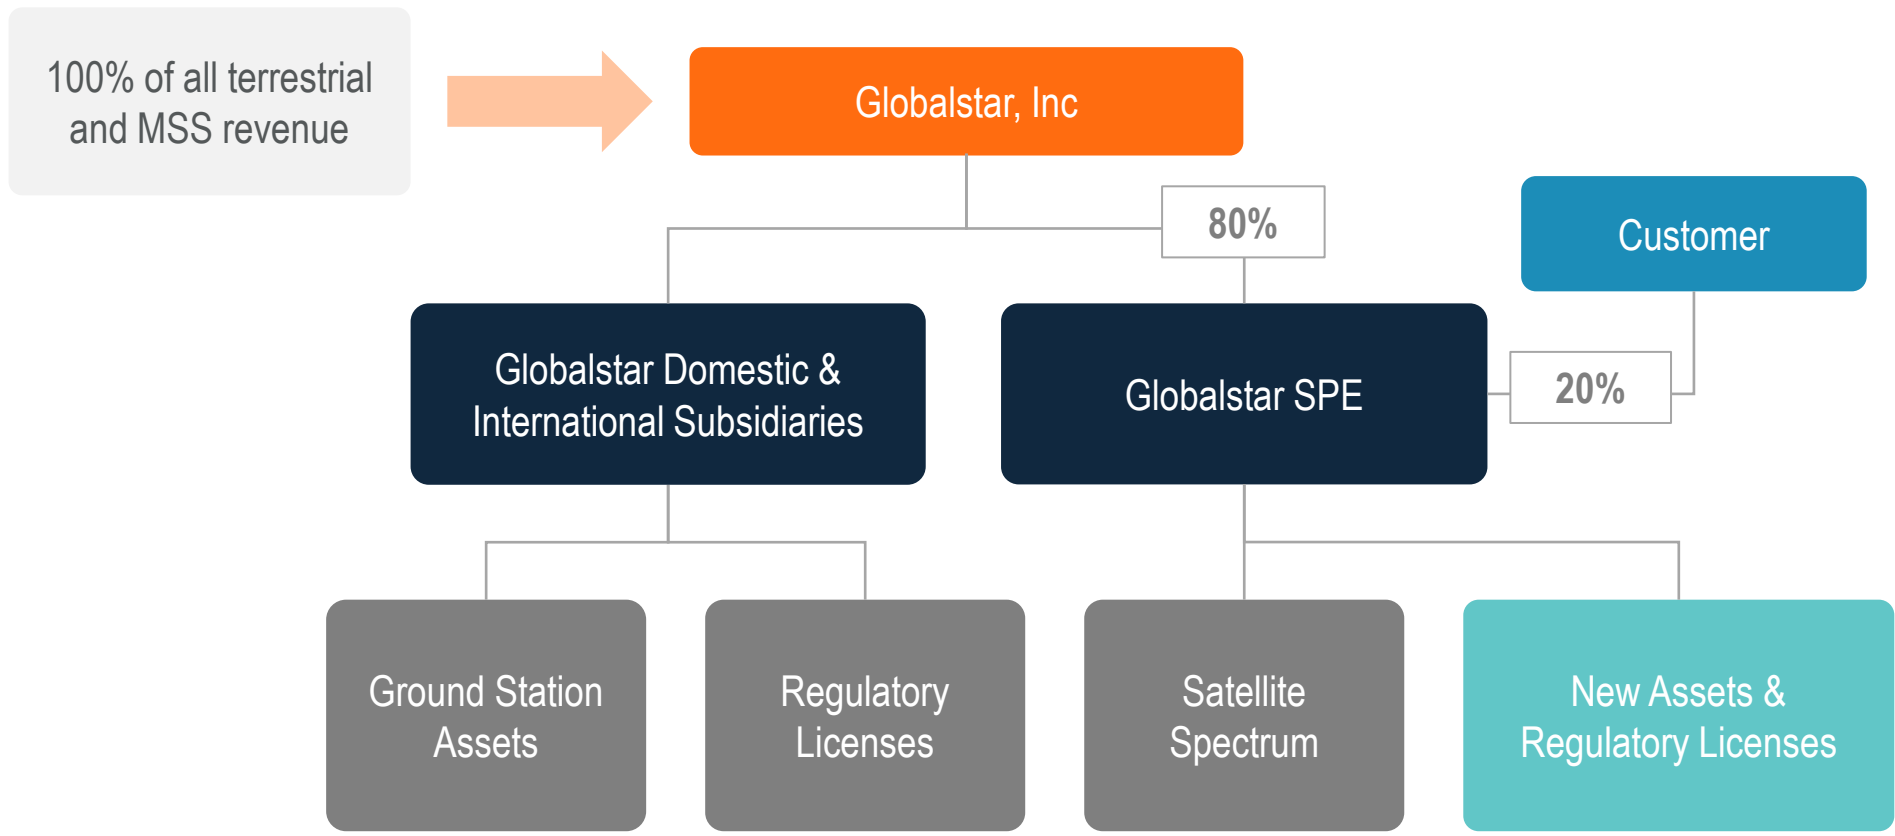 100% of all terrestrial
and MSS revenue
Globalstar, Inc
80%
Customer
Globalstar Domestic &
International Subsidiaries
Globalstar SPE
20%
Ground Station
Assets
Regulatory
Licenses
Satellite
Spectrum
New Assets &
Regulatory Licenses